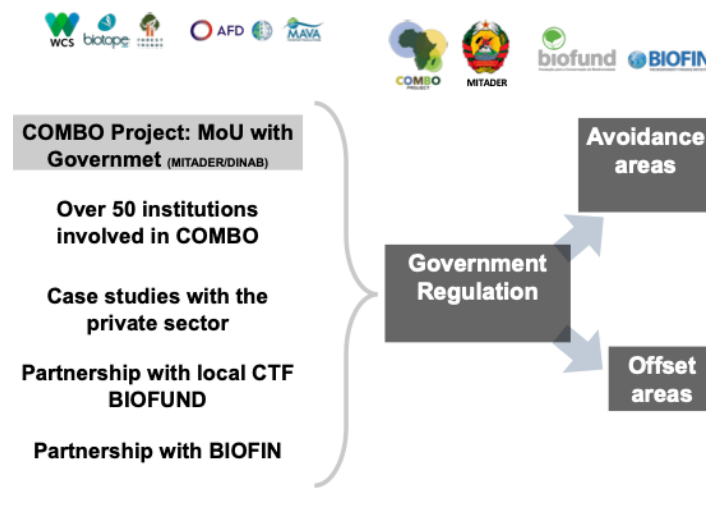 WCS
biotope
FOREST
TRENDS
AFD
MAVA
COMBO
PROJECT
MITADER
biofund
BIOFIN
COMBO Project: MoU with
Governmet (MITADER/DINAB)
Over 50 institutions
involved in COMBO
Case studies with the
private sector
Partnership with local CTF
BIOFUND
Partnership with BIOFIN
Government
Regulation
Avoidance
areas
Offset
areas